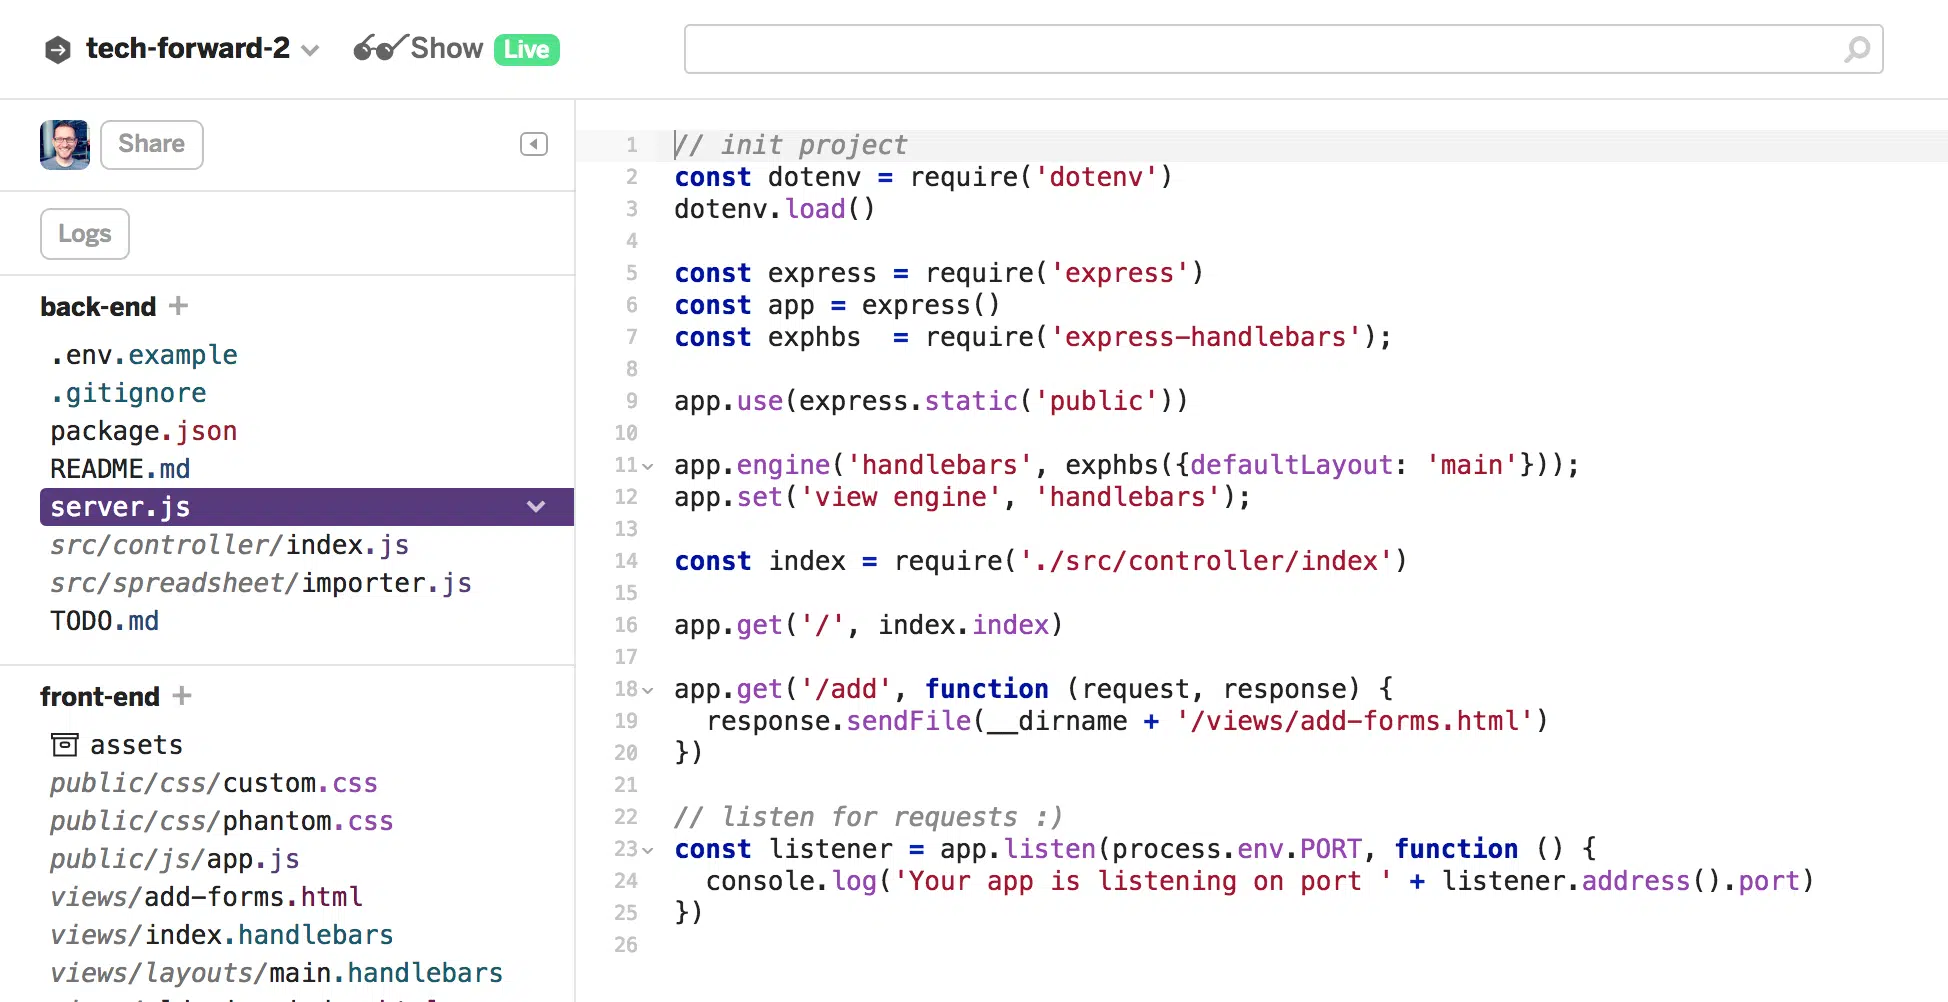 tech-forward-2 Show Live
Share
Logs
back-end +
.env.example
.gitignore
package.json
README.md
server.js
src/controller/index.js
src/spreadsheet/importer.js
TODO.md
front-end +
assets
public/css/custom.css
public/css/phantom.css
public/js/app.js
views/add-forms.html
views/index.handlebars
views/layouts/main.handlebars
1 // init project
2 const dotenv = require('dotenv')
3 dotenv.load()
4
5 const express = require('express')
6 const app = express()
7 const exphbs  = require('express-handlebars');
8
9 app.use(express.static('public'))
10
11 app.engine('handlebars', exphbs({defaultLayout: 'main'}));
12 app.set('view engine', 'handlebars');
13
14 const index = require('./src/controller/index')
15
16 app.get('/', index.index)
17
18 app.get('/add', function (request, response) {
19   response.sendFile(__dirname + '/views/add-forms.html')
20 })
21
22 // listen for requests :)
23 const listener = app.listen(process.env.PORT, function () {
24   console.log('Your app is listening on port ' + listener.address().port)
25 })
26